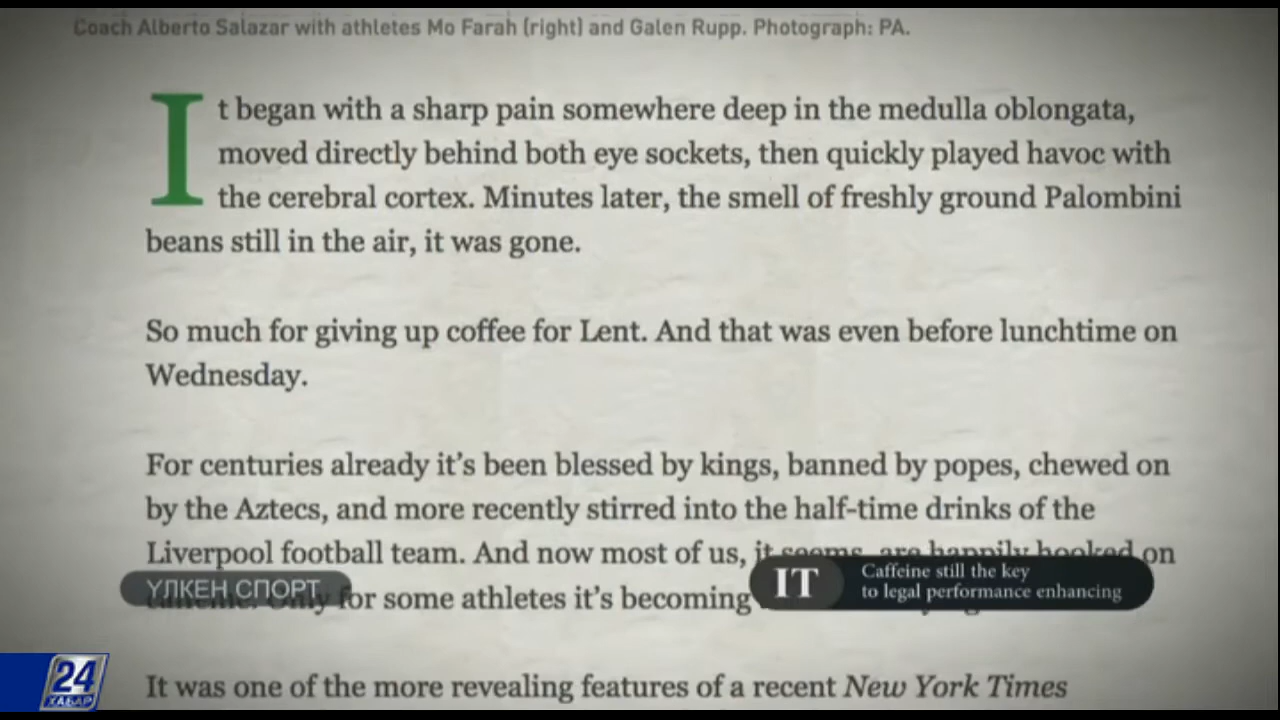 Coach Alberto Salazar with athletes Mo Farah (right) and Galen Rupp. Photograph: PA.
It began with a sharp pain somewhere deep in the medulla oblongata,
moved directly behind both eye sockets, then quickly played havoc with
the cerebral cortex. Minutes later, the smell of freshly ground Palombini
beans still in the air, it was gone.
So much for giving up coffee for Lent. And that was even before lunchtime on
Wednesday.
For centuries already it's been blessed by kings, banned by popes, chewed on
by the Aztecs, and more recently stirred into the half-time drinks of the
Liverpool football team. And now most of us, it seems, are happily hooked on
for some athletes it's becoming
ҮЛКЕН СПОРТ
IT
Caffeine still the key
to legal performance enhancing
It was one of the more revealing features of a recent New York Times
24
ХАБАР